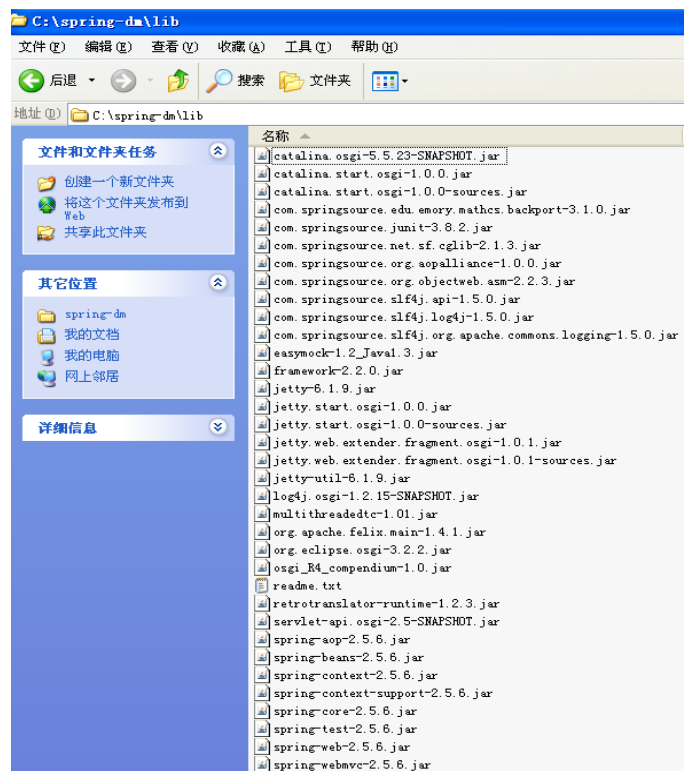 C:\spring-dm\lib
文件(F) 编辑(E) 查看(V) 收藏(A) 工具(T) 帮助(H)
后退 搜索 文件夹
地址(D) C:\spring-dm\lib
文件和文件夹任务
创建一个新文件夹
将这个文件夹发布到
Web
共享此文件夹
其它位置
spring-dm
我的文档
我的电脑
网上邻居
详细信息
名称
catalina.osgi-5.5.23-SNAPSHOT.jar
catalina.start.osgi-1.0.0.jar
catalina.start.osgi-1.0.0-sources.jar
com.springsource.edu.emory.mathcs.backport-3.1.0.jar
com.springsource.junit-3.8.2.jar
com.springsource.net.sf.cglib-2.1.3.jar
com.springsource.org.aopalliance-1.0.0.jar
com.springsource.org.objectweb.asm-2.2.3.jar
com.springsource.slf4j.api-1.5.0.jar
com.springsource.slf4j.log4j-1.5.0.jar
com.springsource.slf4j.org.apache.commons.logging-1.5.0.jar
easymock-1.2_Java1.3.jar
framework-2.2.0.jar
jetty-6.1.9.jar
jetty.start.osgi-1.0.0.jar
jetty.start.osgi-1.0.0-sources.jar
jetty.web.extender.fragment.osgi-1.0.1.jar
jetty.web.extender.fragment.osgi-1.0.1-sources.jar
jetty-util-6.1.9.jar
log4j.osgi-1.2.15-SNAPSHOT.jar
multithreadedtc-1.01.jar
org.apache.felix.main-1.4.1.jar
org.eclipse.osgi-3.2.2.jar
osgi_R4_compendium-1.0.jar
readme.txt
retrotranslator-runtime-1.2.3.jar
servlet-api.osgi-2.5-SNAPSHOT.jar
spring-aop-2.5.6.jar
spring-beans-2.5.6.jar
spring-context-2.5.6.jar
spring-context-support-2.5.6.jar
spring-core-2.5.6.jar
spring-test-2.5.6.jar
spring-web-2.5.6.jar
spring-webmvc-2.5.6.jar